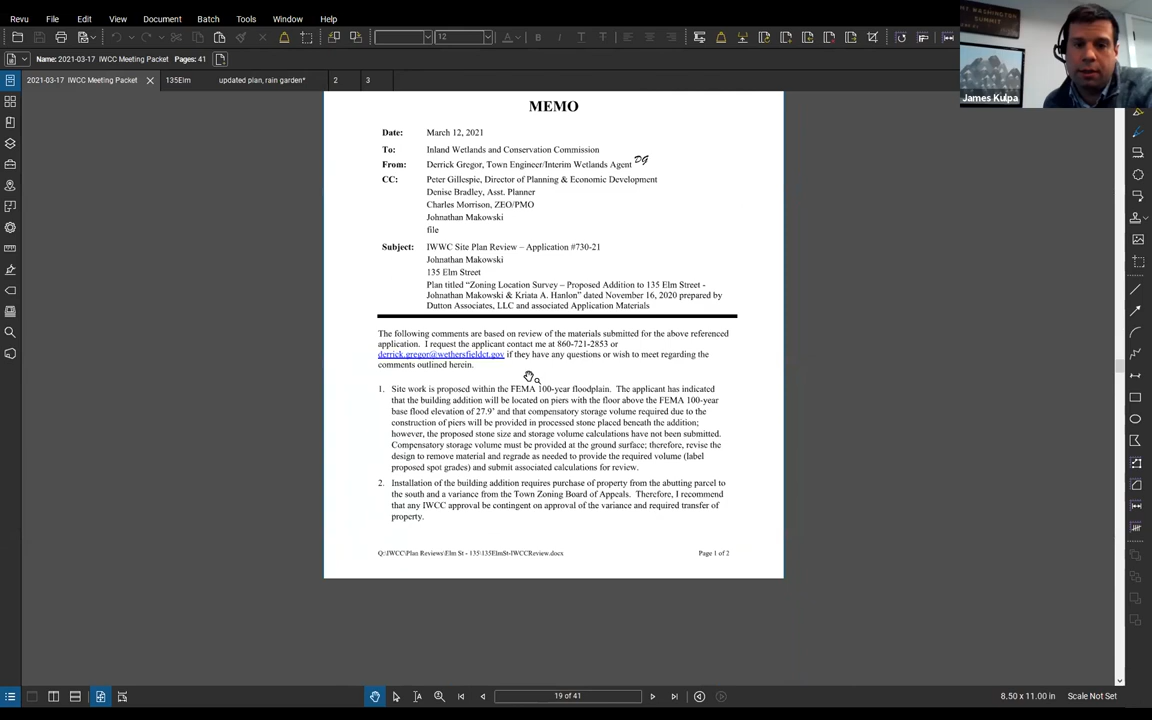 Revu File Edit View Document Batch Tools Window Help
12
Name: 2021-03-17 IWCC Meeting Packet Pages: 41
2021-03-17 IWCC Meeting Packet 135Elm updated plan, rain garden* 2 3
SUMMIT
James Kulpa
MEMO
Date: March 12, 2021
To: Inland Wetlands and Conservation Commission
From: Derrick Gregor, Town Engineer/Interim Wetlands Agent DG
CC: Peter Gillespie, Director of Planning & Economic Development
Denise Bradley, Asst. Planner
Charles Morrison, ZEO/PMO
Johnathan Makowski
file
Subject: IWWC Site Plan Review – Application #730-21
Johnathan Makowski
135 Elm Street
Plan titled “Zoning Location Survey – Proposed Addition to 135 Elm Street -
Johnathan Makowski & Kriata A. Hanlon” dated November 16, 2020 prepared by
Dutton Associates, LLC and associated Application Materials
The following comments are based on review of the materials submitted for the above referenced
application. I request the applicant contact me at 860-721-2853 or
derrick.gregor@wethersfieldct.gov if they have any questions or wish to meet regarding the
comments outlined herein.
1. Site work is proposed within the FEMA 100-year floodplain. The applicant has indicated
that the building addition will be located on piers with the floor above the FEMA 100-year
base flood elevation of 27.9’ and that compensatory storage volume required due to the
construction of piers will be provided in processed stone placed beneath the addition;
however, the proposed stone size and storage volume calculations have not been submitted.
Compensatory storage volume must be provided at the ground surface; therefore, revise the
design to remove material and regrade as needed to provide the required volume (label
proposed spot grades) and submit associated calculations for review.
2. Installation of the building addition requires purchase of property from the abutting parcel to
the south and a variance from the Town Zoning Board of Appeals. Therefore, I recommend
that any IWCC approval be contingent on approval of the variance and required transfer of
property.
Q:\IWCC\Plan Reviews\Elm St - 135\135ElmSt-IWCCReview.docx Page 1 of 2
19 of 41
8.50 x 11.00 in Scale Not Set